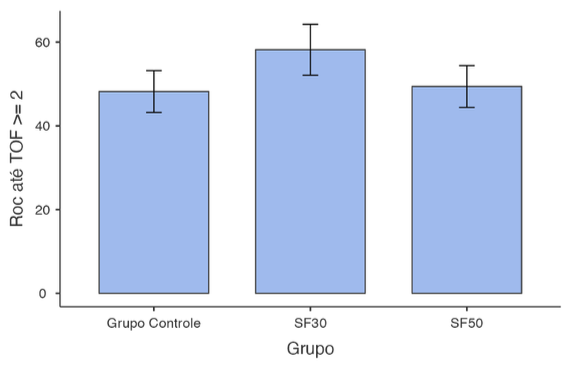 Roc até TOF >= 2
60
40
20
0
Grupo Controle SF30 SF50
Grupo